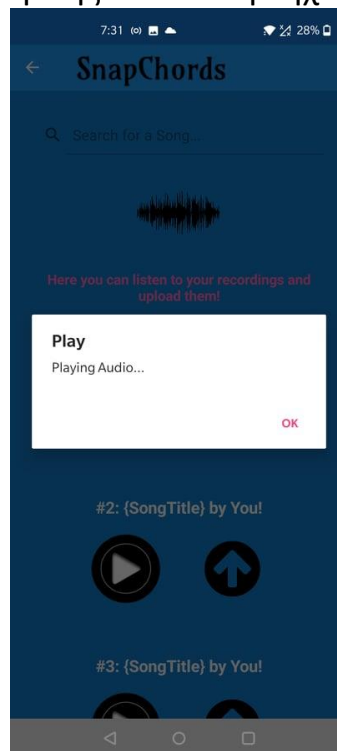 7:31
28%
SnapChords
Search for a Song...
Here you can listen to your recordings and
upload them!
Play
Playing Audio...
OK
#2: {SongTitle} by You!
#3: {SongTitle} by You!